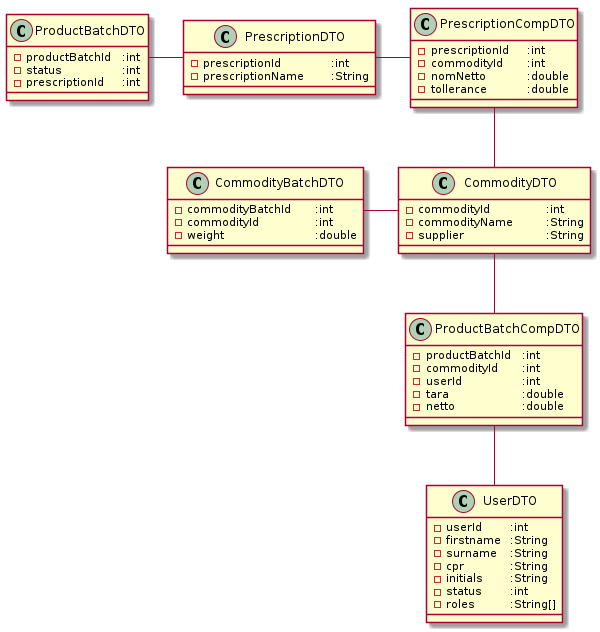 C ProductBatchDTO
productBatchId :int
status :int
prescriptionId :int
C PrescriptionDTO
prescriptionId :int
prescriptionName :String
C PrescriptionCompDTO
prescriptionId :int
commodityId :int
nomNetto :double
tollerance :double
C CommodityBatchDTO
commodityBatchId :int
commodityId :int
weight :double
C CommodityDTO
commodityId :int
commodityName :String
supplier :String
C ProductBatchCompDTO
productBatchId :int
commodityId :int
userId :int
tara :double
netto :double
C UserDTO
userId :int
firstname :String
surname :String
cpr :String
initials :String
status :int
roles :String[]